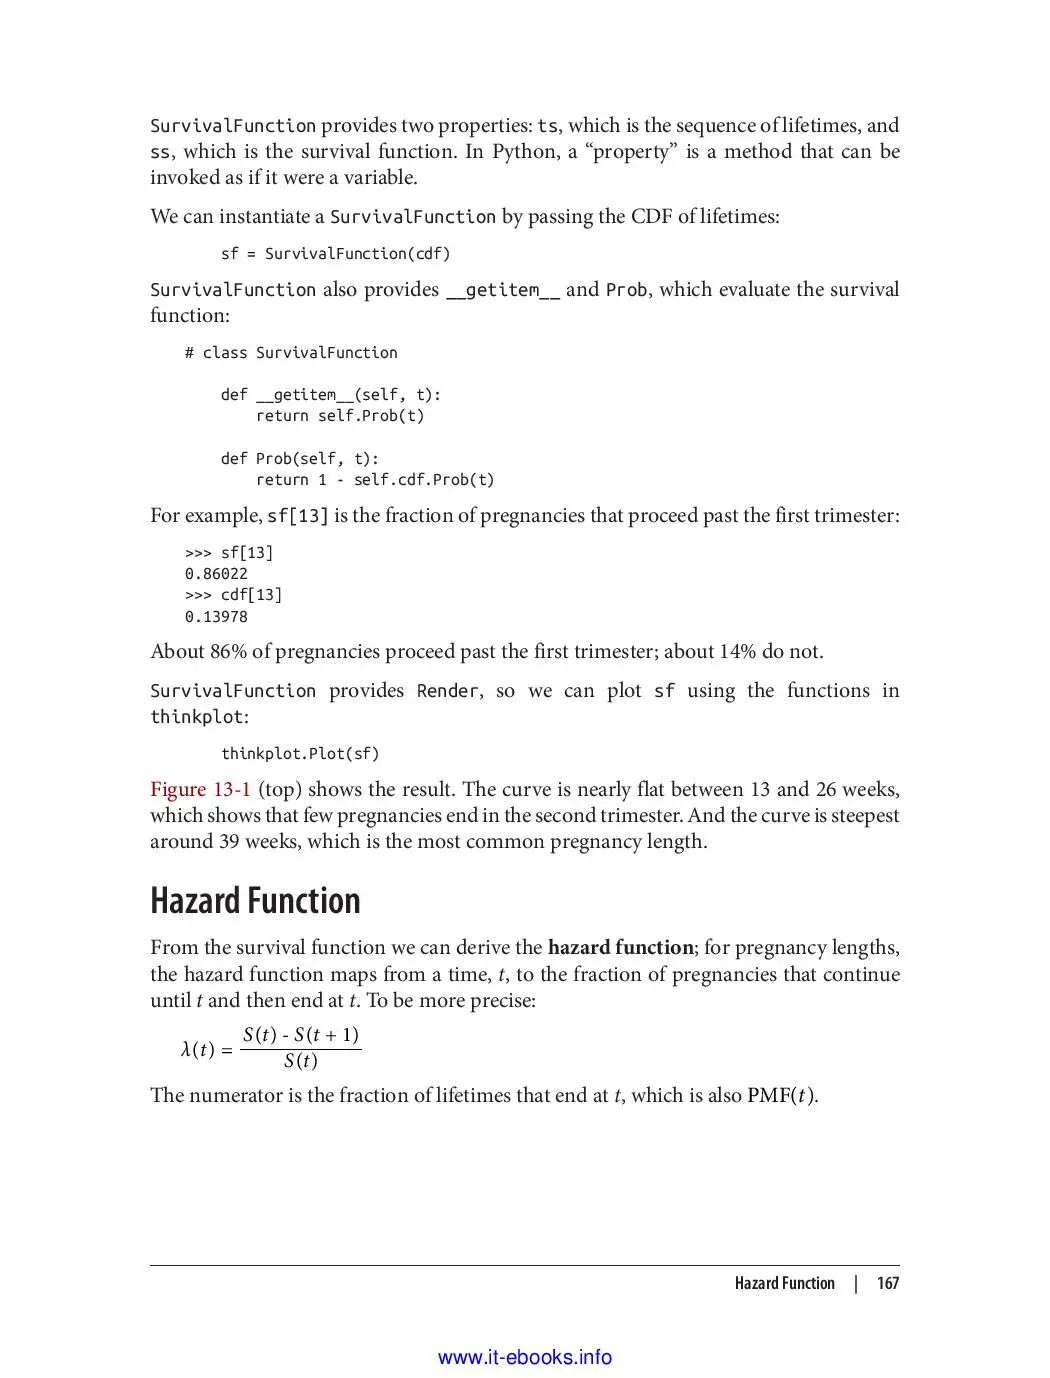 SurvivalFunction provides two properties: ts, which is the sequence of lifetimes, and
ss, which is the survival function. In Python, a “property” is a method that can be
invoked as if it were a variable.
We can instantiate a SurvivalFunction by passing the CDF of lifetimes:
sf = SurvivalFunction(cdf)
SurvivalFunction also provides __getitem__ and Prob, which evaluate the survival
function:
# class SurvivalFunction
def __getitem__(self, t):
return self.Prob(t)
def Prob(self, t):
return 1 - self.cdf.Prob(t)
For example, sf[13] is the fraction of pregnancies that proceed past the first trimester:
>>> sf[13]
0.86022
>>> cdf[13]
0.13978
About 86% of pregnancies proceed past the first trimester; about 14% do not.
SurvivalFunction provides Render, so we can plot sf using the functions in
thinkplot:
thinkplot.Plot(sf)
Figure 13-1 (top) shows the result. The curve is nearly flat between 13 and 26 weeks,
which shows that few pregnancies end in the second trimester. And the curve is steepest
around 39 weeks, which is the most common pregnancy length.
Hazard Function
From the survival function we can derive the hazard function; for pregnancy lengths,
the hazard function maps from a time, t, to the fraction of pregnancies that continue
until t and then end at t. To be more precise:
S(t) - S(t + 1)
λ(t) =
S(t)
The numerator is the fraction of lifetimes that end at t, which is also PMF(t).
Hazard Function | 167
www.it-ebooks.info